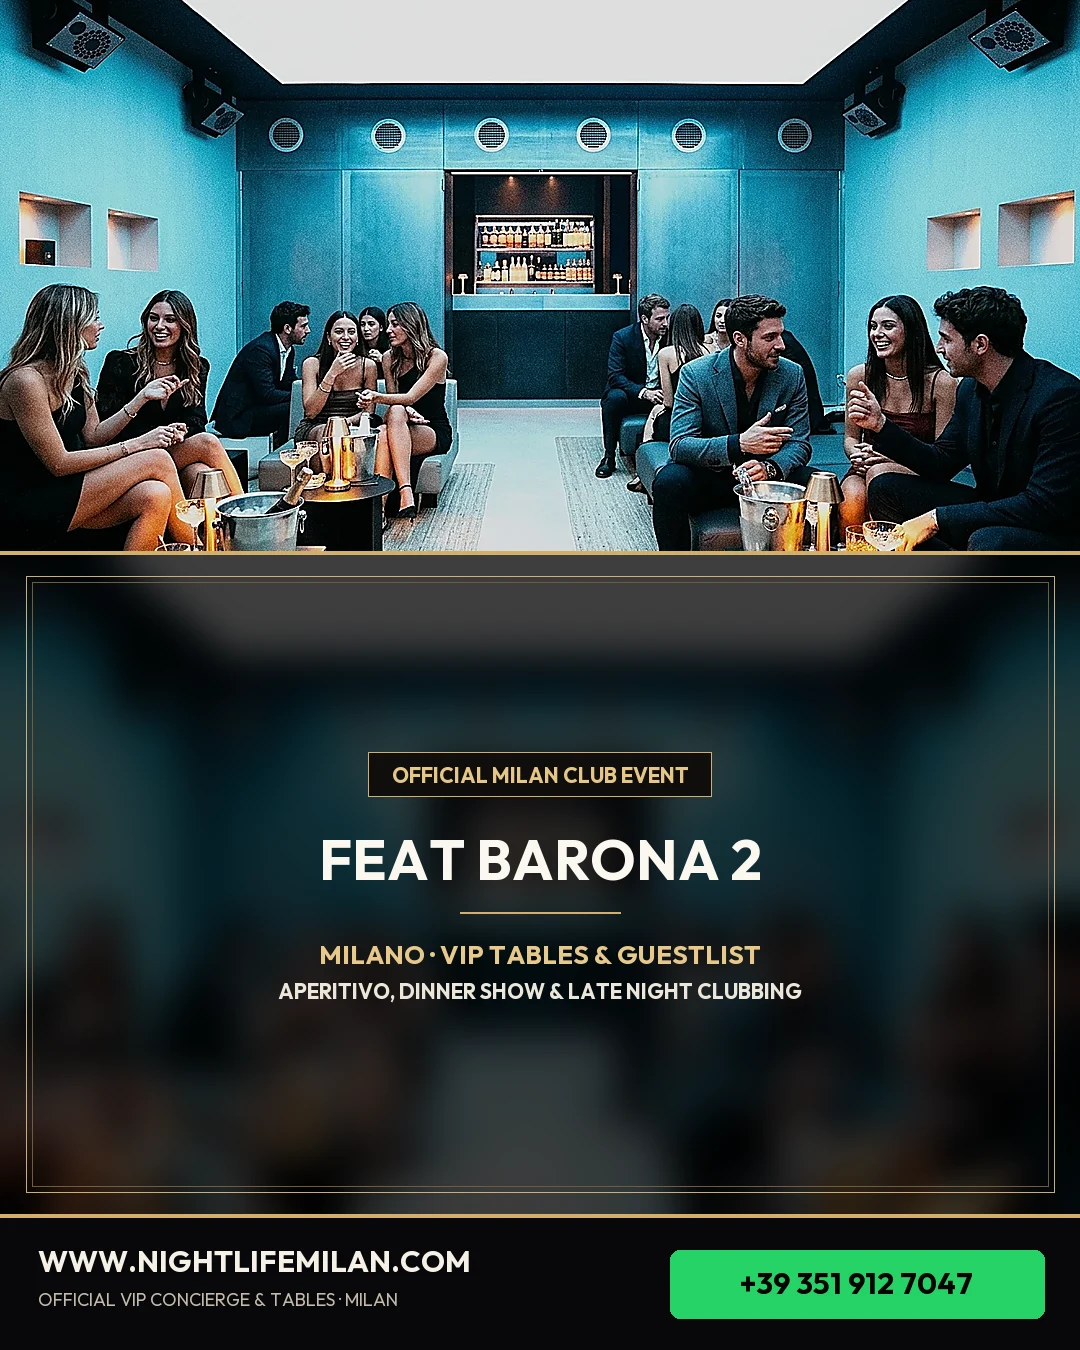 OFFICIAL MILAN CLUB EVENT
FEAT BARONA 2
MILANO · VIP TABLES & GUESTLIST
APERITIVO, DINNER SHOW & LATE NIGHT CLUBBING
WWW.NIGHTLIFEMILAN.COM
OFFICIAL VIP CONCIERGE & TABLES · MILAN
+39 351 912 7047